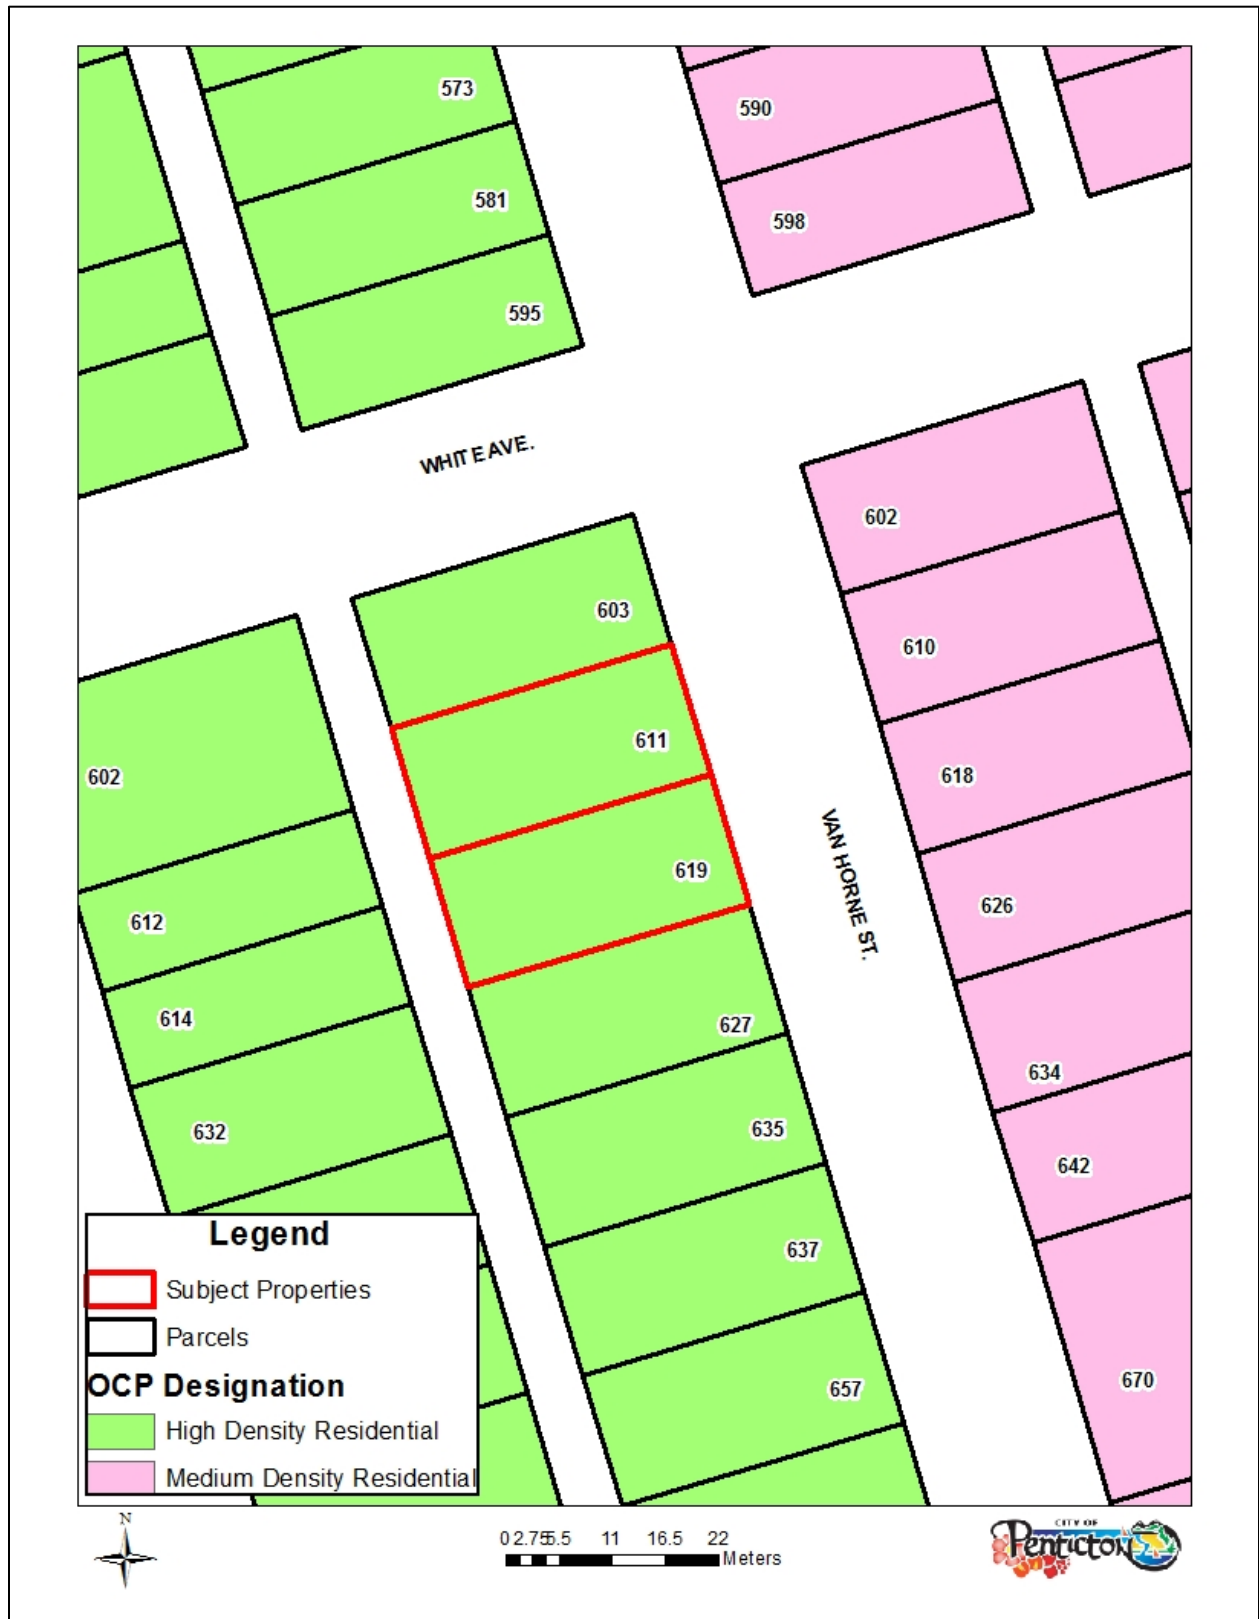 573
590
581
598
595
WHITE AVE.
602
603
610
611
602
618
VAN HORNE ST.
619
626
612
614
627
634
635
632
642
637
670
657
Legend
Subject Properties
Parcels
OCP Designation
High Density Residential
Medium Density Residential
N
0 2.75 5.5 11 16.5 22
Meters
CITY OF
Penticton